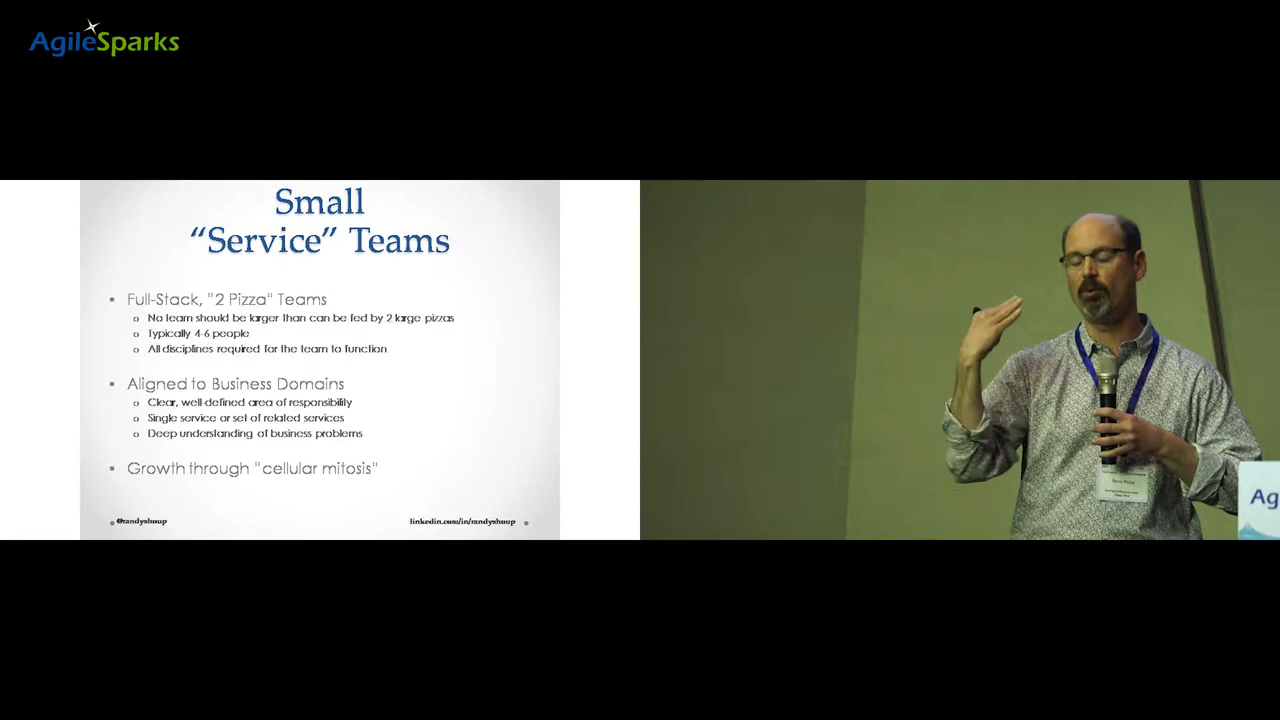 AgileSparks
Small
“Service” Teams
Full-Stack, "2 Pizza" Teams
No team should be larger than can be fed by 2 large pizzas
Typically 4-6 people
All disciplines required for the team to function
Aligned to Business Domains
Clear, well-defined area of responsibility
Single service or set of related services
Deep understanding of business problems
Growth through "cellular mitosis"
@randyshoup
linkedin.com/in/randyshoup
Ag